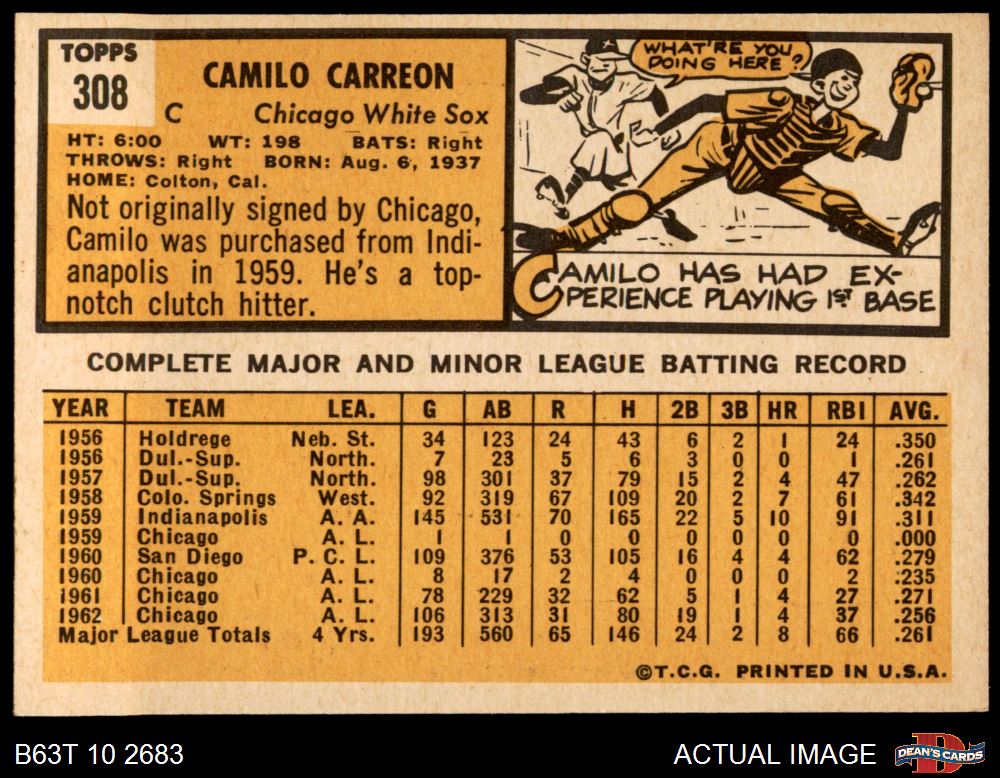 TOPPS
308
CAMILO CARREON
C Chicago White Sox
HT: 6:00 WT: 198 BATS: Right
THROWS: Right BORN: Aug. 6, 1937
HOME: Colton, Cal.
Not originally signed by Chicago,
Camilo was purchased from Indi-
anapolis in 1959. He's a top-
notch clutch hitter.
WHAT'RE YOU
DOING HERE?
CAMILO HAS HAD EX-
PERIENCE PLAYING 1ST BASE
COMPLETE MAJOR AND MINOR LEAGUE BATTING RECORD
YEAR TEAM LEA. G AB R H 2B 3B HR RBI AVG.
1956 Holdrege Neb. St. 34 123 24 43 6 2 1 24 .350
1956 Dul.-Sup. North. 7 23 5 6 3 0 0 1 .261
1957 Dul.-Sup. North. 98 301 37 79 15 2 4 47 .262
1958 Colo. Springs West. 92 319 67 109 20 2 7 61 .342
1959 Indianapolis A. A. 145 531 70 165 22 5 10 91 .311
1959 Chicago A. L. 1 1 0 0 0 0 0 0 .000
1960 San Diego P. C. L. 109 376 53 105 16 4 4 62 .279
1960 Chicago A. L. 8 17 2 4 0 0 0 2 .235
1961 Chicago A. L. 78 229 32 62 5 1 4 27 .271
1962 Chicago A. L. 106 313 31 80 19 1 4 37 .256
Major League Totals 4 Yrs. 193 560 65 146 24 2 8 66 .261
©T.C.G. PRINTED IN U.S.A.
B63T 10 2683 ACTUAL IMAGE
DEAN'S CARDS